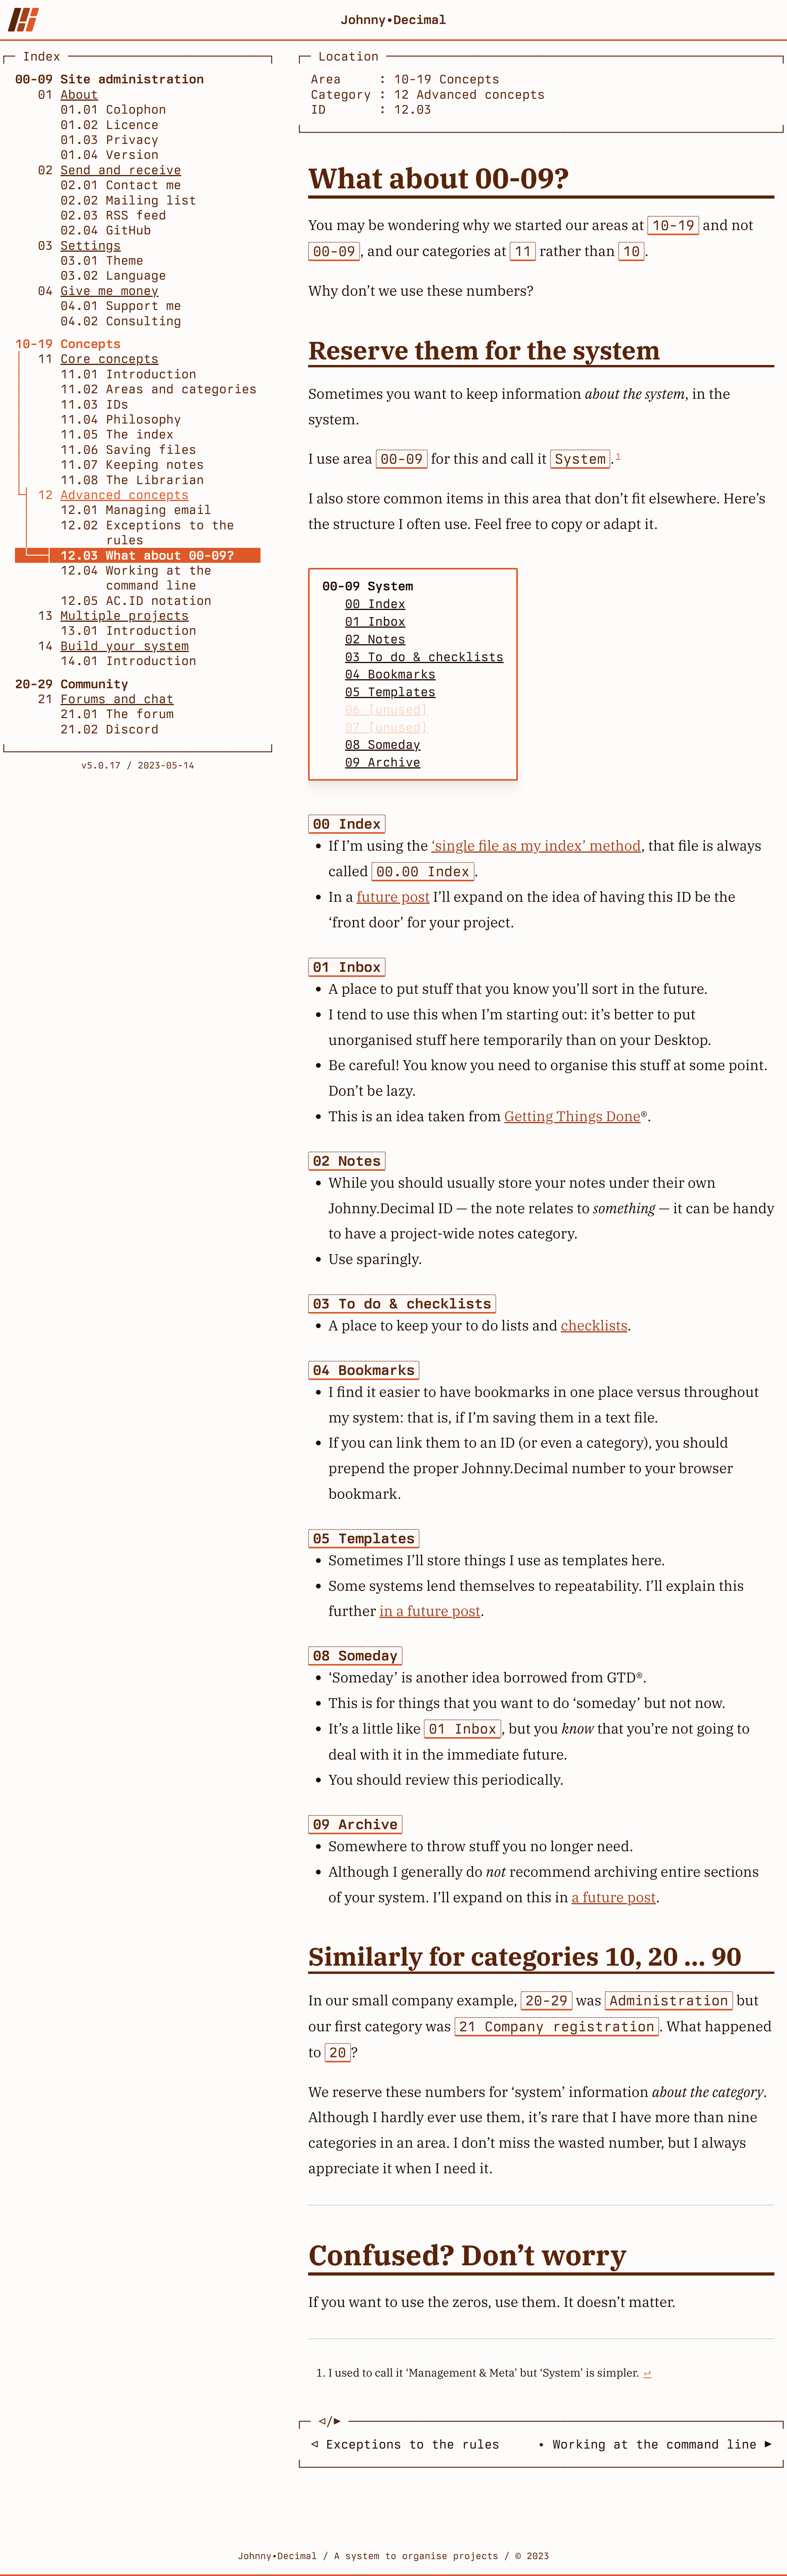 Johnny•Decimal
Index
00-09 Site administration
01 About
01.01 Colophon
01.02 Licence
01.03 Privacy
01.04 Version
02 Send and receive
02.01 Contact me
02.02 Mailing list
02.03 RSS feed
02.04 GitHub
03 Settings
03.01 Theme
03.02 Language
04 Give me money
04.01 Support me
04.02 Consulting
10-19 Concepts
11 Core concepts
11.01 Introduction
11.02 Areas and categories
11.03 IDs
11.04 Philosophy
11.05 The index
11.06 Saving files
11.07 Keeping notes
11.08 The Librarian
12 Advanced concepts
12.01 Managing email
12.02 Exceptions to the
rules
12.03 What about 00-09?
12.04 Working at the
command line
12.05 AC.ID notation
13 Multiple projects
13.01 Introduction
14 Build your system
14.01 Introduction
20-29 Community
21 Forums and chat
21.01 The forum
21.02 Discord
v5.0.17 / 2023-05-14
Location
Area : 10-19 Concepts
Category : 12 Advanced concepts
ID : 12.03
What about 00-09?
You may be wondering why we started our areas at 10-19 and not
00-09, and our categories at 11 rather than 10.
Why don’t we use these numbers?
Reserve them for the system
Sometimes you want to keep information about the system, in the
system.
I use area 00-09 for this and call it System.1
I also store common items in this area that don’t fit elsewhere. Here’s
the structure I often use. Feel free to copy or adapt it.
00-09 System
00 Index
01 Inbox
02 Notes
03 To do & checklists
04 Bookmarks
05 Templates
06 [unused]
07 [unused]
08 Someday
09 Archive
00 Index
• If I’m using the ‘single file as my index’ method, that file is always
called 00.00 Index.
• In a future post I’ll expand on the idea of having this ID be the
‘front door’ for your project.
01 Inbox
• A place to put stuff that you know you’ll sort in the future.
• I tend to use this when I’m starting out: it’s better to put
unorganised stuff here temporarily than on your Desktop.
• Be careful! You know you need to organise this stuff at some point.
Don’t be lazy.
• This is an idea taken from Getting Things Done®.
02 Notes
• While you should usually store your notes under their own
Johnny.Decimal ID — the note relates to something — it can be handy
to have a project-wide notes category.
• Use sparingly.
03 To do & checklists
• A place to keep your to do lists and checklists.
04 Bookmarks
• I find it easier to have bookmarks in one place versus throughout
my system: that is, if I’m saving them in a text file.
• If you can link them to an ID (or even a category), you should
prepend the proper Johnny.Decimal number to your browser
bookmark.
05 Templates
• Sometimes I’ll store things I use as templates here.
• Some systems lend themselves to repeatability. I’ll explain this
further in a future post.
08 Someday
• ‘Someday’ is another idea borrowed from GTD®.
• This is for things that you want to do ‘someday’ but not now.
• It’s a little like 01 Inbox, but you know that you’re not going to
deal with it in the immediate future.
• You should review this periodically.
09 Archive
• Somewhere to throw stuff you no longer need.
• Although I generally do not recommend archiving entire sections
of your system. I’ll expand on this in a future post.
Similarly for categories 10, 20 … 90
In our small company example, 20-29 was Administration but
our first category was 21 Company registration. What happened
to 20?
We reserve these numbers for ‘system’ information about the category.
Although I hardly ever use them, it’s rare that I have more than nine
categories in an area. I don’t miss the wasted number, but I always
appreciate it when I need it.
Confused? Don’t worry
If you want to use the zeros, use them. It doesn’t matter.
1. I used to call it ‘Management & Meta’ but ‘System’ is simpler. ↩
⊲/►
⊲ Exceptions to the rules • Working at the command line ►
Johnny•Decimal / A system to organise projects / © 2023